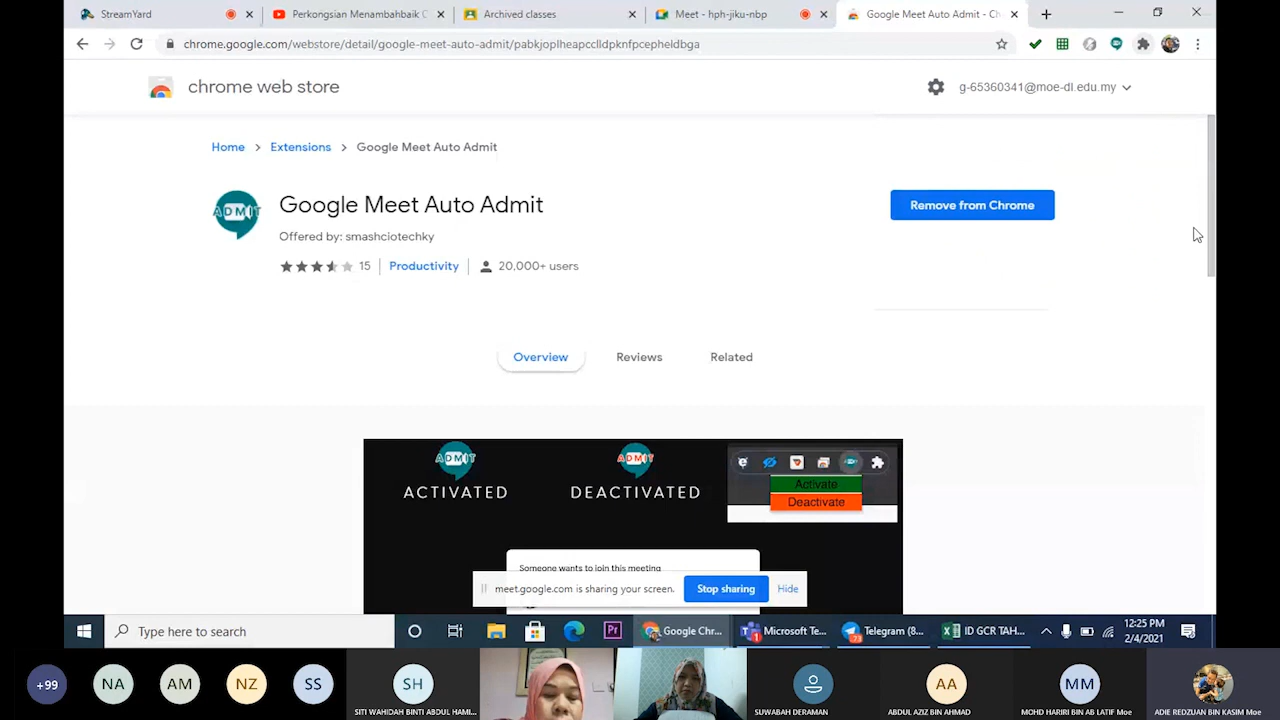 StreamYard
Perkongsian Menambahbaik C
Archived classes
Meet - hph-jiku-nbp
Google Meet Auto Admit - Ch
chrome.google.com/webstore/detail/google-meet-auto-admit/pabkjoplheapcclldpknfpcepheldbga
chrome web store
g-65360341@moe-dl.edu.my
Home > Extensions > Google Meet Auto Admit
ADMIT
Google Meet Auto Admit
Remove from Chrome
Offered by: smashciotechky
15
Productivity
20,000+ users
Overview
Reviews
Related
ADMIT
ADMIT
ACTIVATED
DEACTIVATED
Activate
Deactivate
Someone wants to join this meeting
meet.google.com is sharing your screen.
Stop sharing
Hide
Type here to search
Pr
Google Chr...
Microsoft Te...
Telegram (8...
ID GCR TAH...
12:25 PM
2/4/2021
+99
NA
AM
NZ
SS
SH
SITI WAHIDAH BINTI ABDUL HAMI...
SUWABAH DERAMAN
AA
ABDUL AZIZ BIN AHMAD
MM
MOHD HARIRI BIN AB LATIF Moe
ADIE REDZUAN BIN KASIM Moe